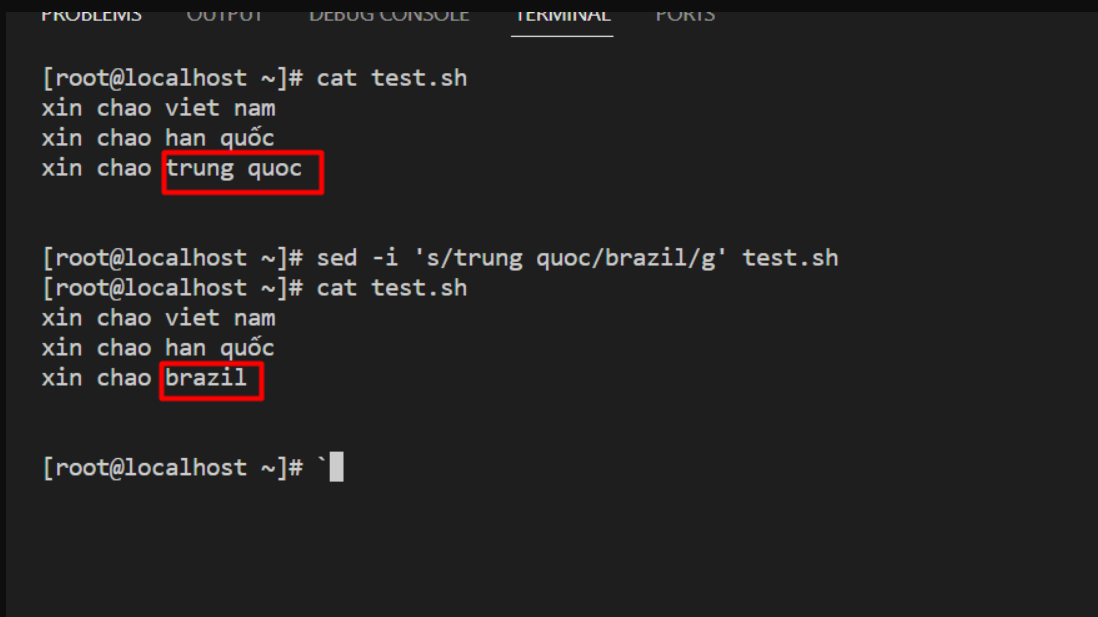 PROBLEMS OUTPUT DEBUG CONSOLE TERMINAL PORTS
[root@localhost ~]# cat test.sh
xin chao viet nam
xin chao han quốc
xin chao trung quoc
[root@localhost ~]# sed -i 's/trung quoc/brazil/g' test.sh
[root@localhost ~]# cat test.sh
xin chao viet nam
xin chao han quốc
xin chao brazil
[root@localhost ~]# `